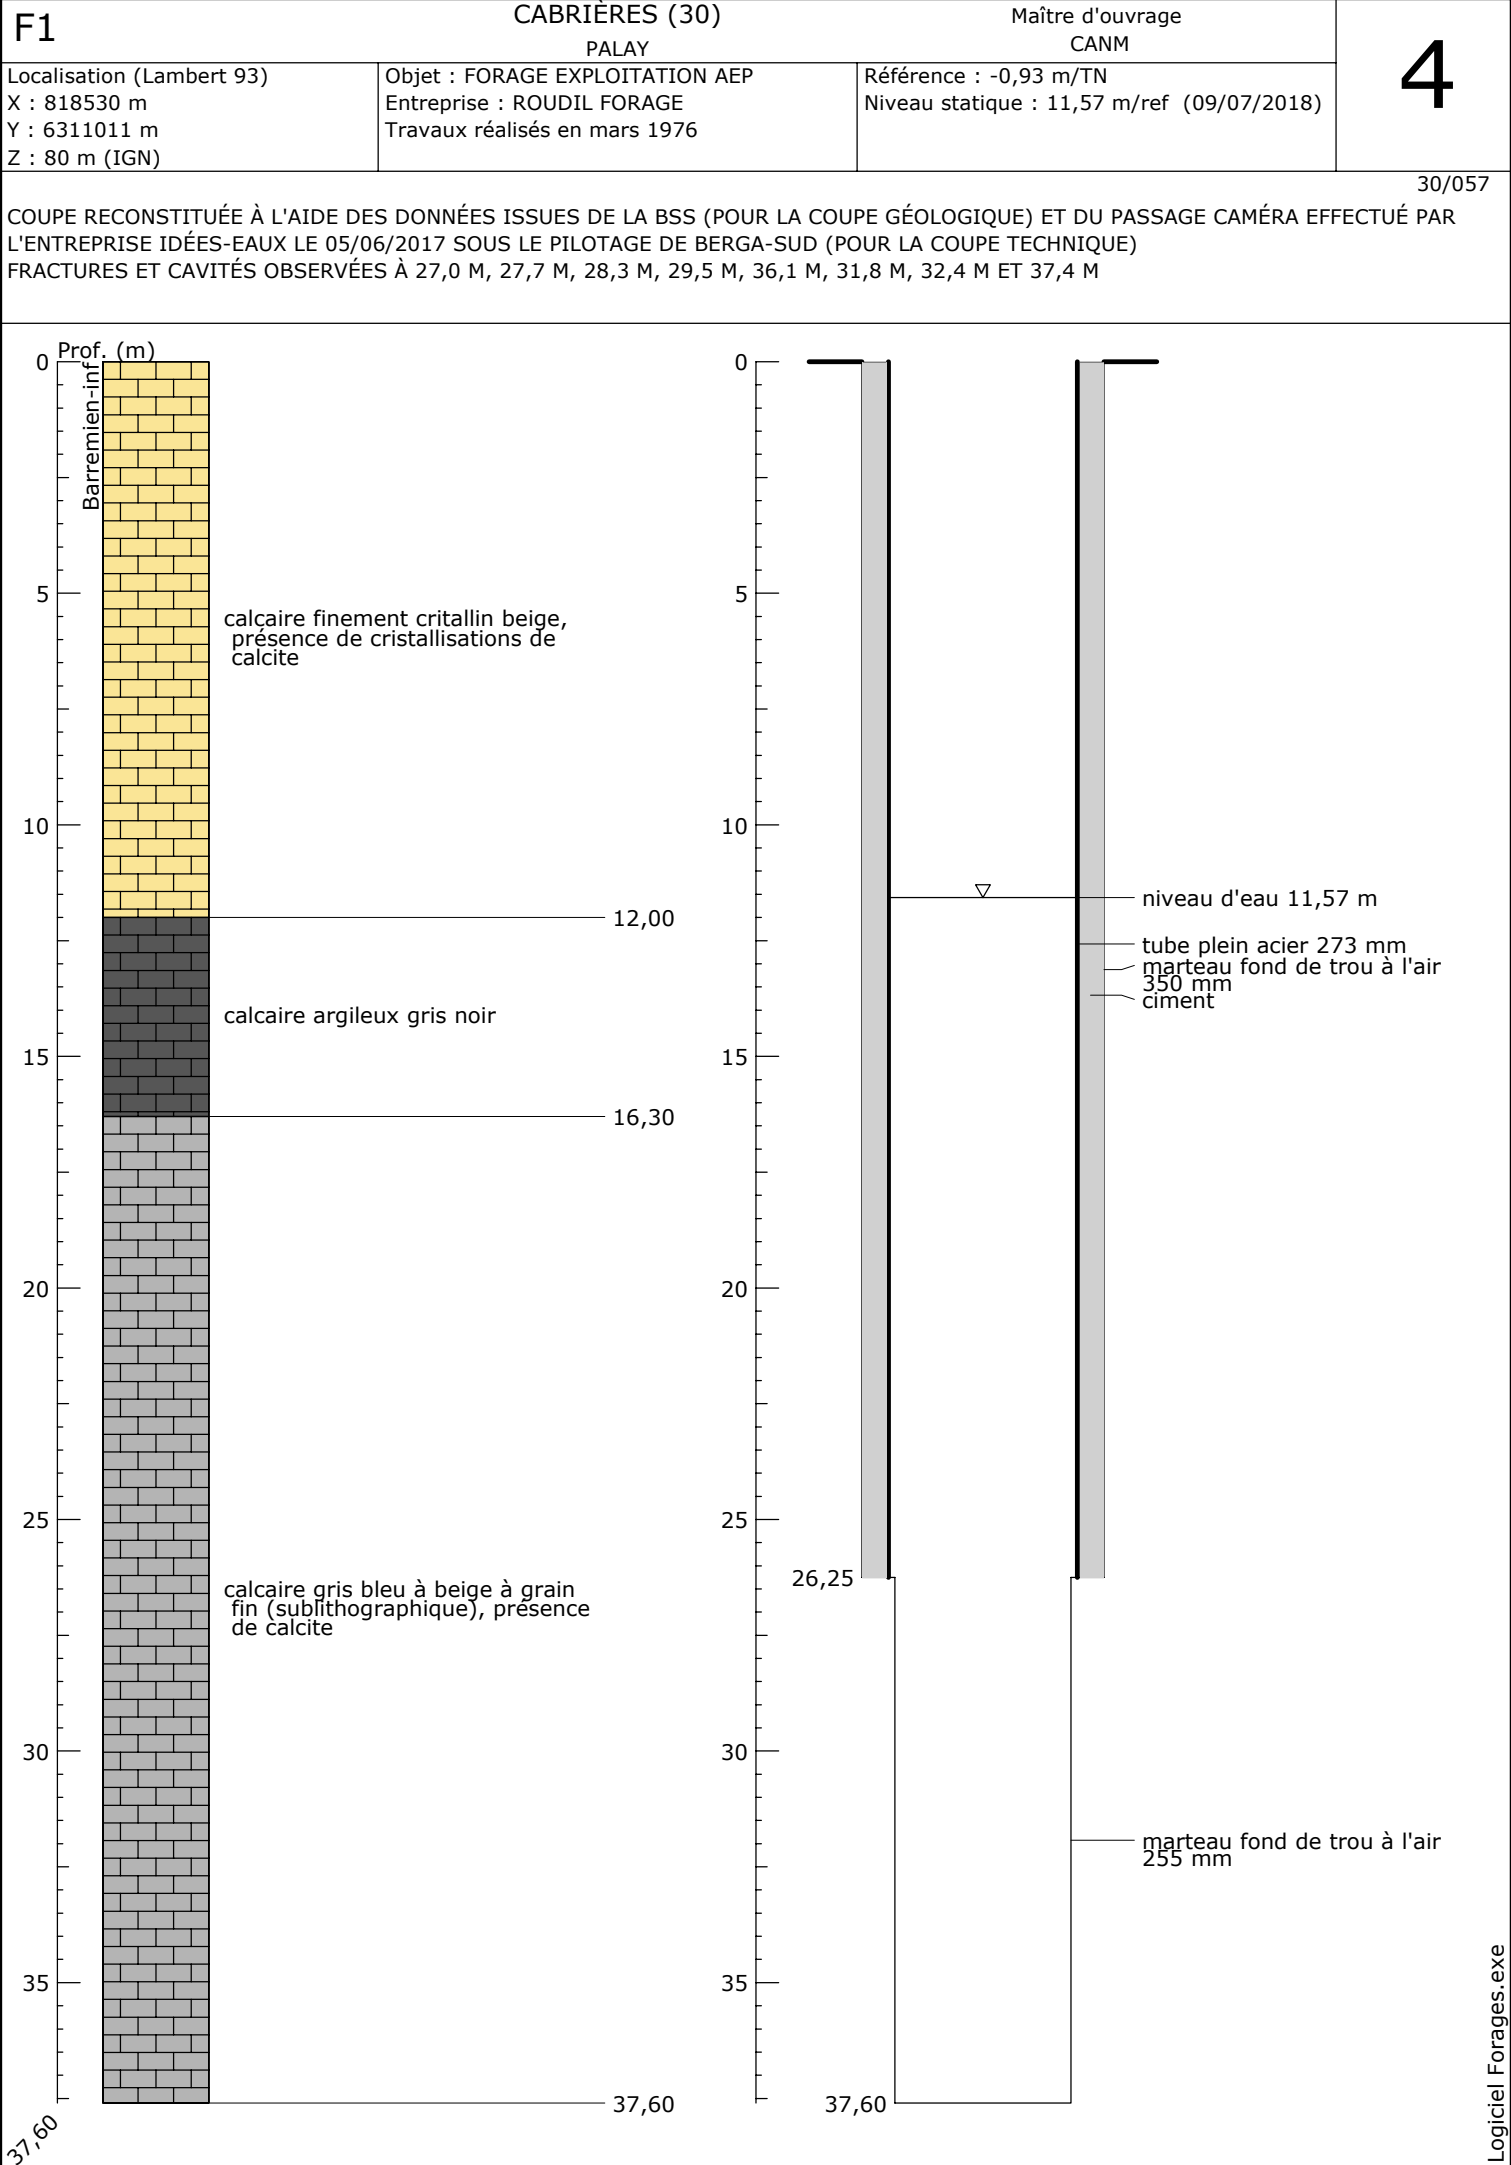 F1
CABRIÈRES (30)
PALAY
Maître d'ouvrage
CANM
4
Localisation (Lambert 93)
X : 818530 m
Y : 6311011 m
Z : 80 m (IGN)
Objet : FORAGE EXPLOITATION AEP
Entreprise : ROUDIL FORAGE
Travaux réalisés en mars 1976
Référence : -0,93 m/TN
Niveau statique : 11,57 m/ref (09/07/2018)
30/057
COUPE RECONSTITUÉE À L'AIDE DES DONNÉES ISSUES DE LA BSS (POUR LA COUPE GÉOLOGIQUE) ET DU PASSAGE CAMÉRA EFFECTUÉ PAR
L'ENTREPRISE IDÉES-EAUX LE 05/06/2017 SOUS LE PILOTAGE DE BERGA-SUD (POUR LA COUPE TECHNIQUE)
FRACTURES ET CAVITÉS OBSERVÉES À 27,0 M, 27,7 M, 28,3 M, 29,5 M, 36,1 M, 31,8 M, 32,4 M ET 37,4 M
Prof. (m)
0
5
10
15
20
25
30
35
37,60
Barremien-inf
calcaire finement critallin beige,
présence de cristallisations de
calcite
12,00
calcaire argileux gris noir
16,30
calcaire gris bleu à beige à grain
fin (sublithographique), présence
de calcite
37,60
0
5
10
15
20
25
30
35
niveau d'eau 11,57 m
tube plein acier 273 mm
marteau fond de trou à l'air
350 mm
ciment
26,25
marteau fond de trou à l'air
255 mm
37,60
Logiciel Forages.exe